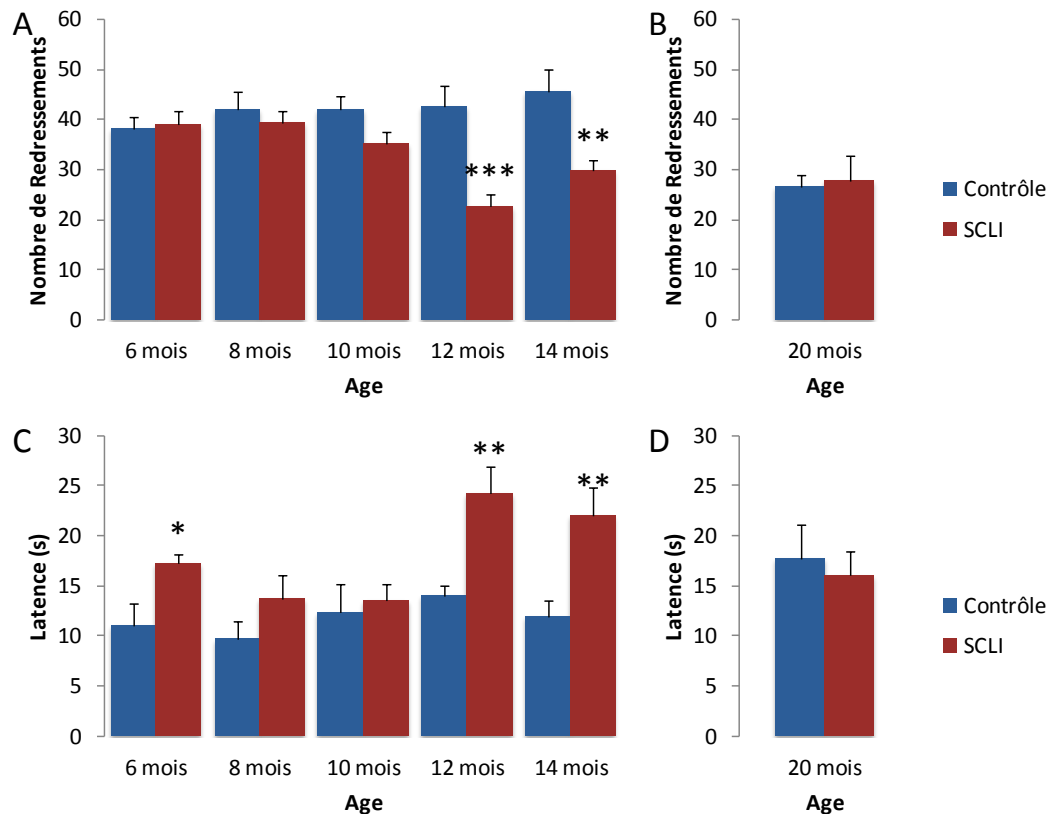 A
Nombre de Redressements
60
50
40
30
20
10
0
***
**
6 mois
8 mois
10 mois
12 mois
14 mois
Age
B
Nombre de Redressements
60
50
40
30
20
10
0
20 mois
Age
Contrôle
SCLI
C
Latence (s)
30
25
20
15
10
5
0
*
**
**
6 mois
8 mois
10 mois
12 mois
14 mois
Age
D
Latence (s)
30
25
20
15
10
5
0
20 mois
Age
Contrôle
SCLI